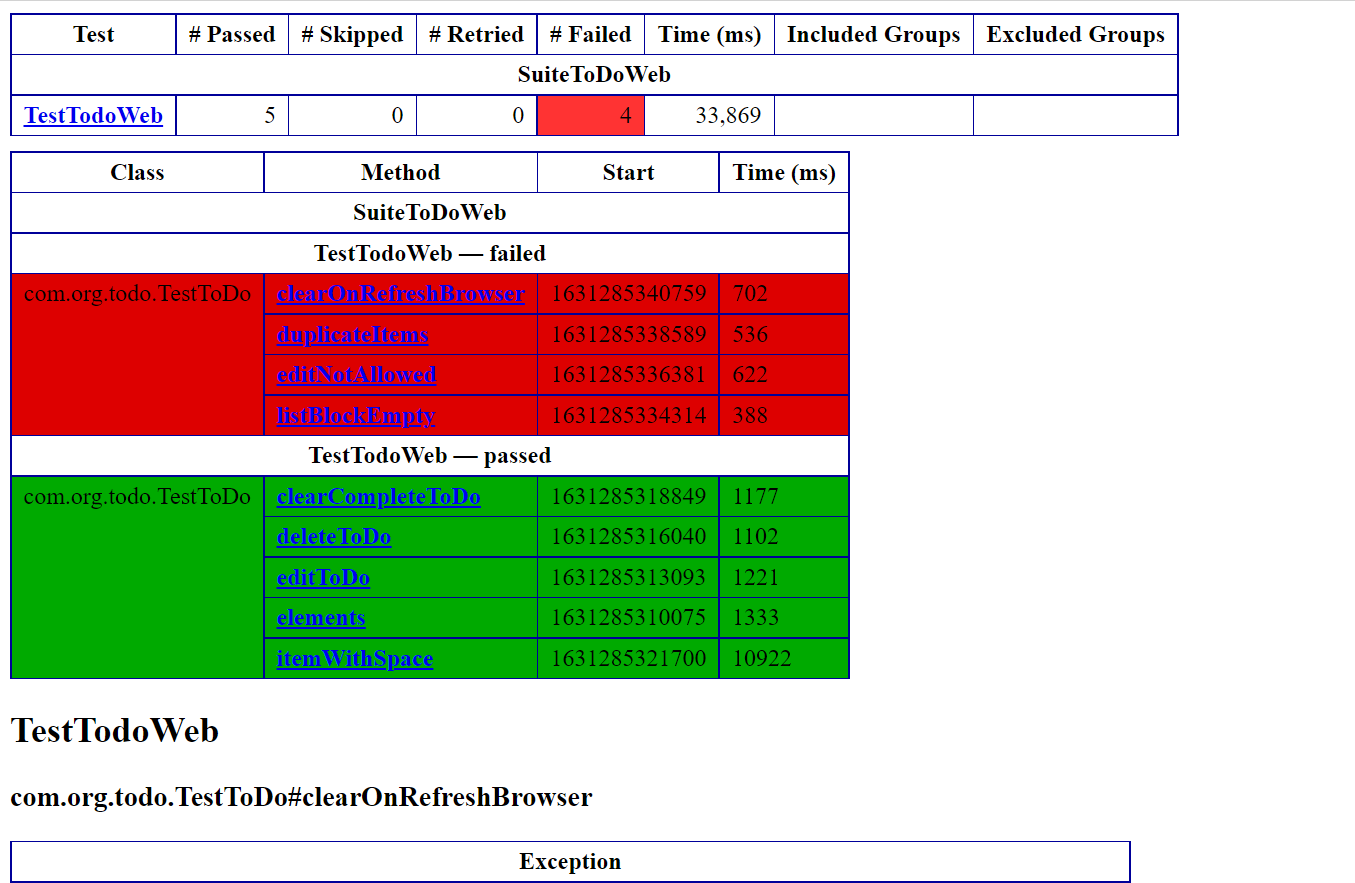 Test # Passed # Skipped # Retried # Failed Time (ms) Included Groups Excluded Groups
SuiteToDoWeb
TestTodoWeb 5 0 0 4 33,869
Class Method Start Time (ms)
SuiteToDoWeb
TestTodoWeb — failed
com.org.todo.TestToDo clearOnRefreshBrowser 1631285340759 702
duplicateItems 1631285338589 536
editNotAllowed 1631285336381 622
listBlockEmpty 1631285334314 388
TestTodoWeb — passed
com.org.todo.TestToDo clearCompleteToDo 1631285318849 1177
deleteToDo 1631285316040 1102
editToDo 1631285313093 1221
elements 1631285310075 1333
itemWithSpace 1631285321700 10922
TestTodoWeb
com.org.todo.TestToDo#clearOnRefreshBrowser
Exception